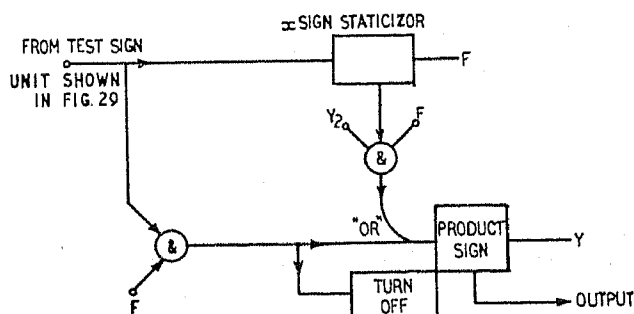 x SIGN STATICIZOR
FROM TEST SIGN
UNIT SHOWN
IN FIG. 29
F
Y2
F
&
"OR"
&
F
PRODUCT
SIGN
Y
TURN
OFF
OUTPUT